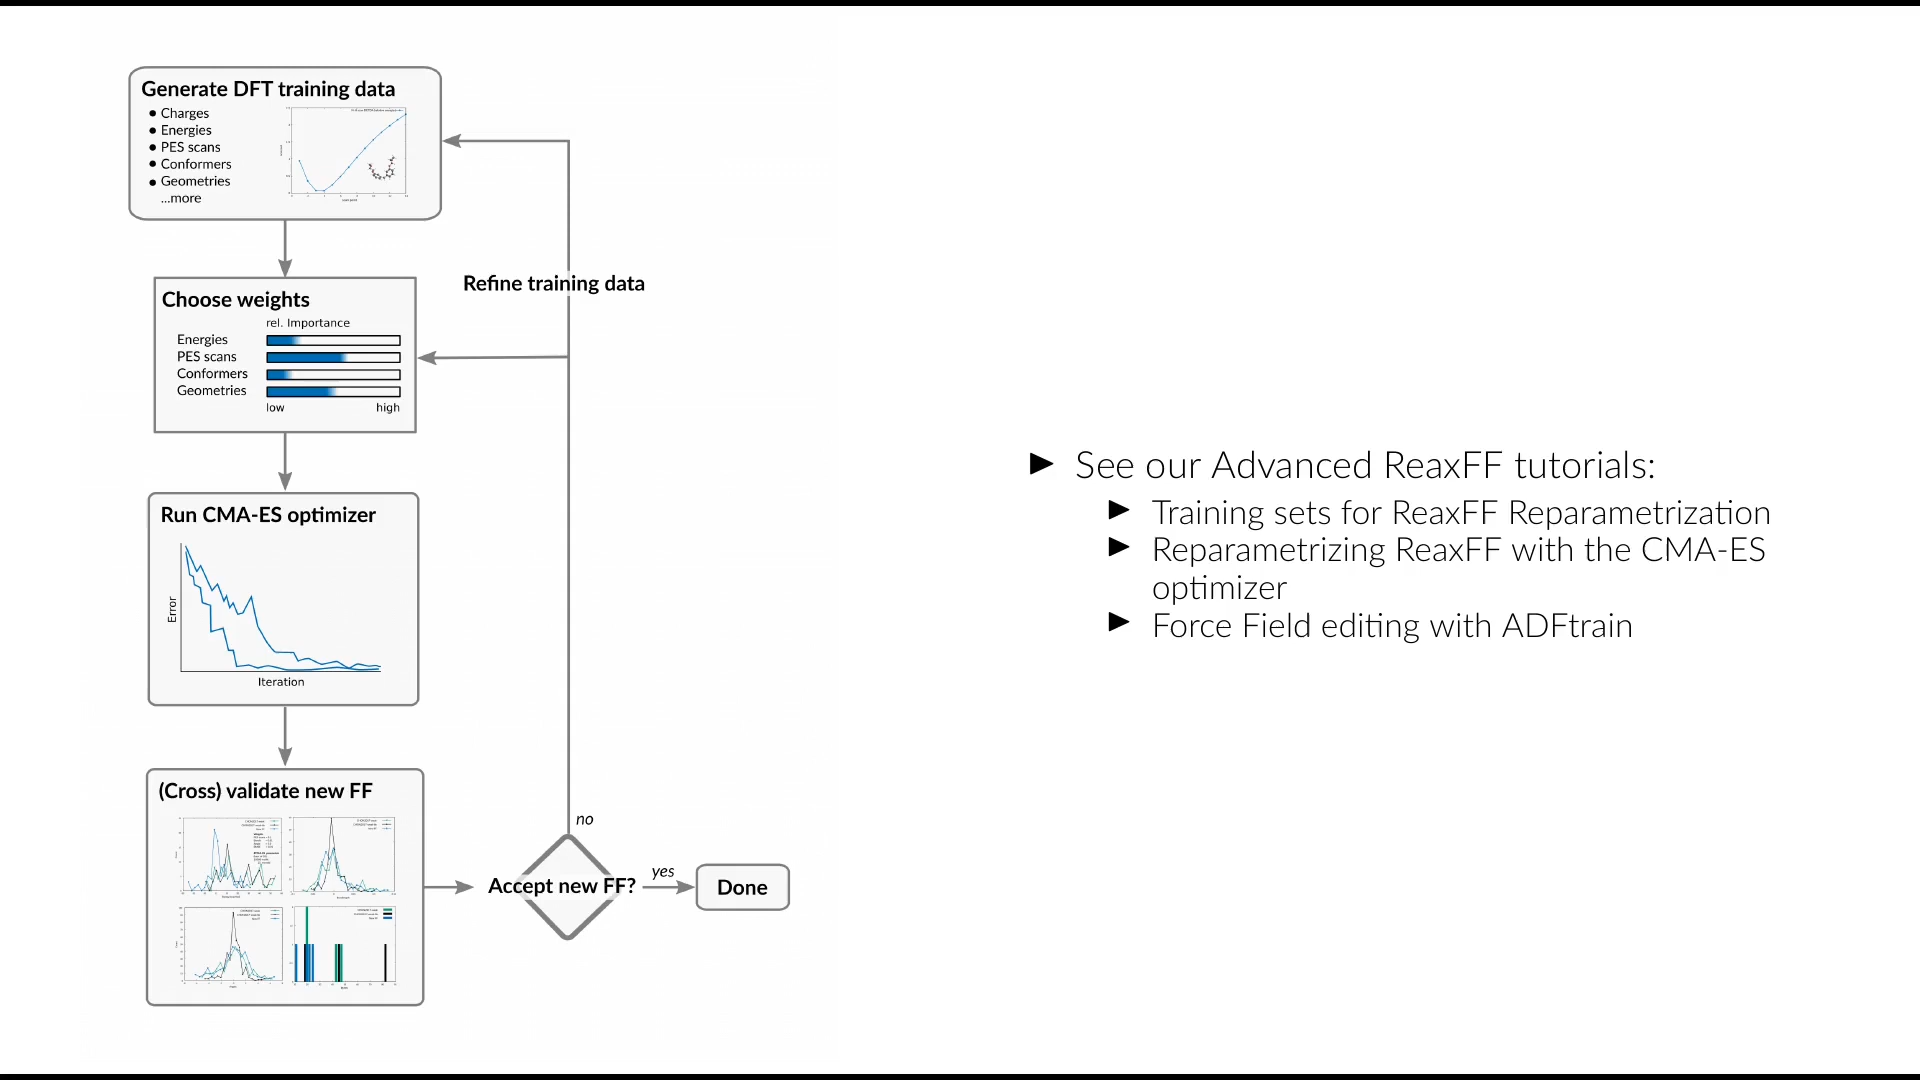 Generate DFT training data
● Charges
● Energies
● PES scans
● Conformers
● Geometries
...more
Refine training data
Choose weights
rel. Importance
Energies
PES scans
Conformers
Geometries
low high
Run CMA-ES optimizer
Error
Iteration
(Cross) validate new FF
no
Accept new FF?
yes
Done
► See our Advanced ReaxFF tutorials:
► Training sets for ReaxFF Reparametrization
► Reparametrizing ReaxFF with the CMA-ES
optimizer
► Force Field editing with ADFtrain